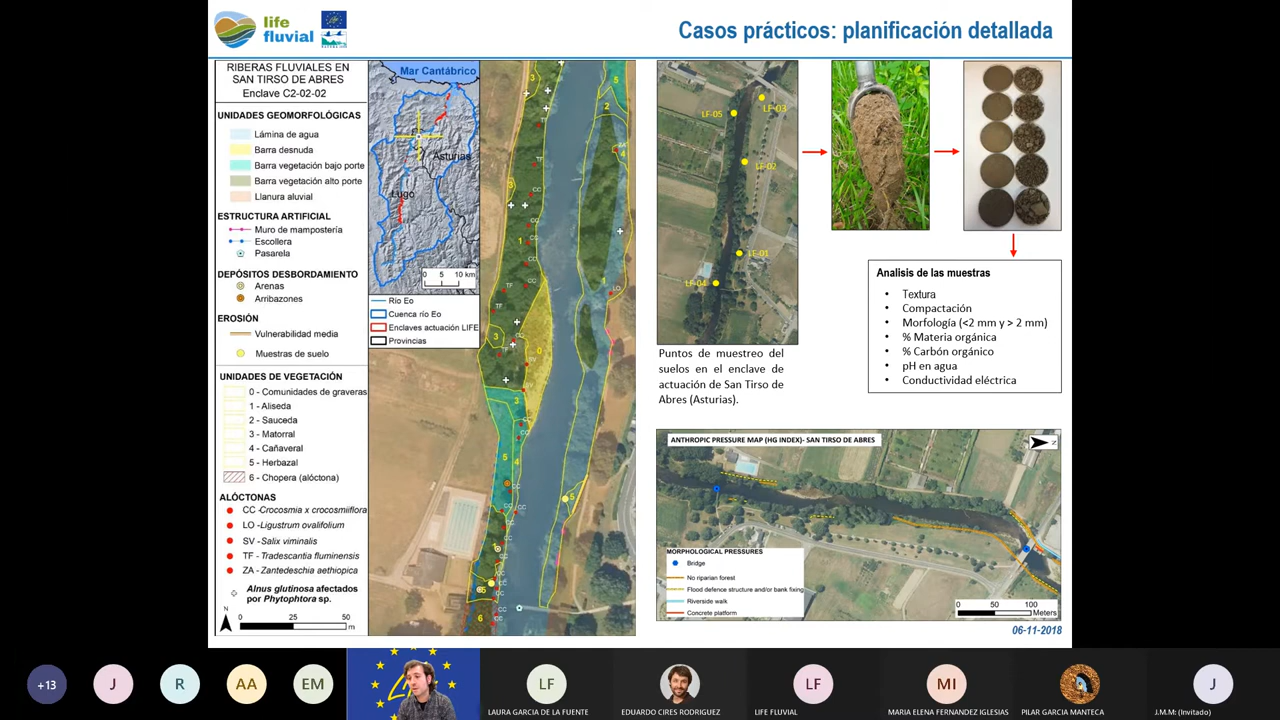 life
fluvial
Casos prácticos: planificación detallada
RIBERAS FLUVIALES EN
SAN TIRSO DE ABRES
Enclave C2-02-02
UNIDADES GEOMORFOLÓGICAS
Lámina de agua
Barra desnuda
Barra vegetación bajo porte
Barra vegetación alto porte
Llanura aluvial
ESTRUCTURA ARTIFICIAL
Muro de mampostería
Escollera
Pasarela
DEPÓSITOS DESBORDAMIENTO
Arenas
Arribazones
EROSIÓN
Vulnerabilidad media
Muestras de suelo
UNIDADES DE VEGETACIÓN
0 - Comunidades de graveras
1 - Aliseda
2 - Sauceda
3 - Matorral
4 - Cañaveral
5 - Herbazal
6 - Chopera (alóctona)
ALÓCTONAS
CC -Crocosmia x crocosmiiflora
LO - Ligustrum ovalifolium
SV - Salix viminalis
TF - Tradescantia fluminensis
ZA - Zantedeschia aethiopica
Alnus glutinosa afectados
por Phytophtora sp.
N
0 25 50
m
Mar Cantábrico
Asturias
Lugo
0 5 10 km
Río Eo
Cuenca río Eo
Enclaves actuación LIFE
Provincias
LF-03
LF-05
LF-02
LF-01
LF-04
Puntos de muestreo del
suelos en el enclave de
actuación de San Tirso de
Abres (Asturias).
Analisis de las muestras
• Textura
• Compactación
• Morfología (<2 mm y > 2 mm)
• % Materia orgánica
• % Carbón orgánico
• pH en agua
• Conductividad eléctrica
ANTHROPIC PRESSURE MAP (HG INDEX)- SAN TIRSO DE ABRES
Z
MORPHOLOGICAL PRESSURES
Bridge
No riparian forest
Flood defence structure and/or bank fixing
Riverside walk
Concrete platform
0 50 100
Meters
06-11-2018
+13
J
R
AA
EM
LF
LAURA GARCIA DE LA FUENTE
EDUARDO CIRES RODRIGUEZ
LF
LIFE FLUVIAL
MI
MARIA ELENA FERNANDEZ IGLESIAS
PILAR GARCIA MANTECA
J
J.M.M: (Invitado)